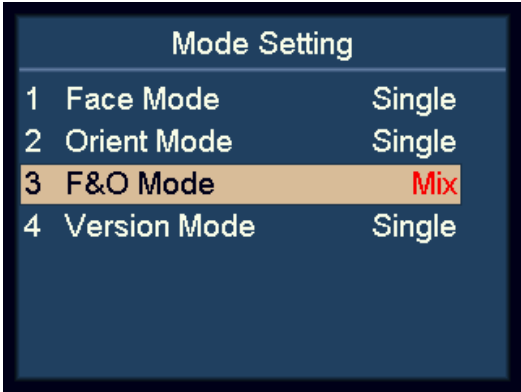 Mode Setting
1 Face Mode Single
2 Orient Mode Single
3 F&O Mode Mix
4 Version Mode Single